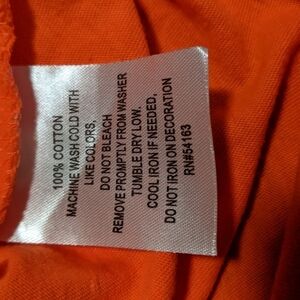 100% COTTON
MACHINE WASH COLD WITH
LIKE COLORS,
DO NOT BLEACH
REMOVE PROMPTLY FROM WASHER
TUMBLE DRY LOW.
COOL IRON IF NEEDED,
DO NOT IRON ON DECORATION
RN#54163